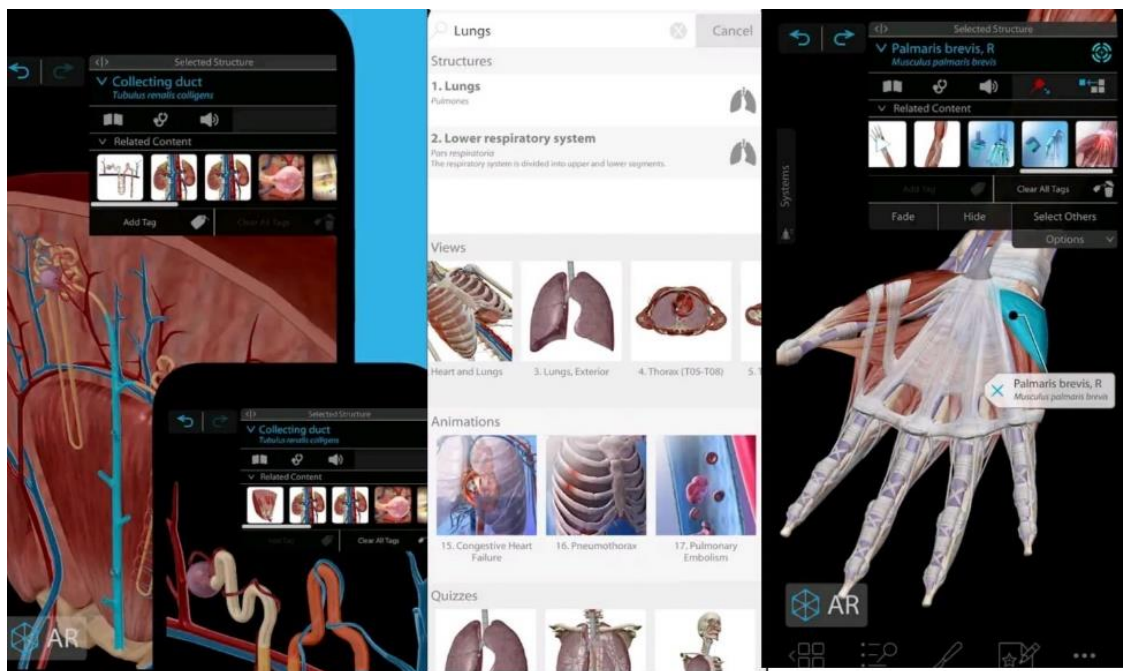 Selected Structure
Collecting duct
Tubulus renalis colligens
Related Content
Add Tag
Clear All Tags
AR
Selected Structure
Collecting duct
Tubulus renalis colligens
Related Content
Add Tag
Clear All Tags
Lungs
Cancel
Structures
1. Lungs
Pulmones
2. Lower respiratory system
Pars respiratoria
The respiratory system is divided into upper and lower segments.
Views
Heart and Lungs
3. Lungs, Exterior
4. Thorax (T05-T08)
5. T
Animations
15. Congestive Heart
Failure
16. Pneumothorax
17. Pulmonary
Embolism
Quizzes
Selected Structure
Palmaris brevis, R
Musculus palmaris brevis
Related Content
Systems
Add Tag
Clear All Tags
Fade
Hide
Select Others
Options
Palmaris brevis, R
Musculus palmaris brevis
AR